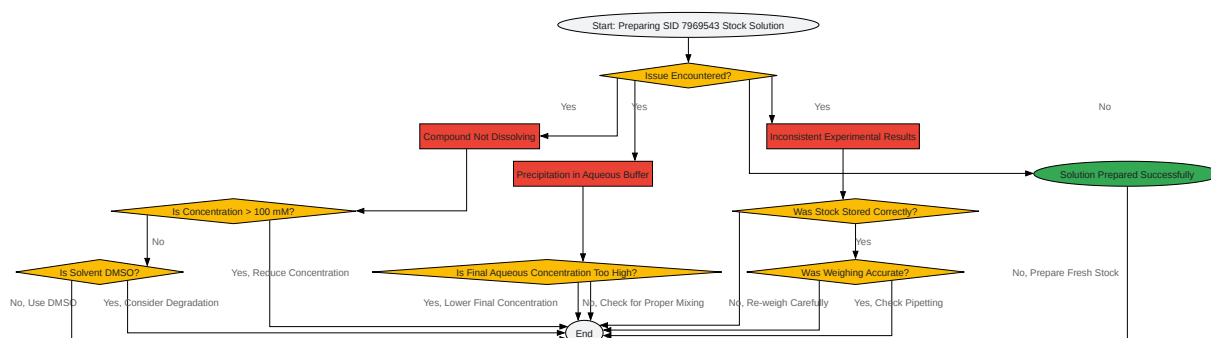 Start: Preparing SID 7969543 Stock Solution
Issue Encountered?
Yes
Yes
Yes
No
Compound Not Dissolving
Inconsistent Experimental Results
Precipitation in Aqueous Buffer
Solution Prepared Successfully
Is Concentration > 100 mM?
Was Stock Stored Correctly?
No
Yes
Is Solvent DMSO?
Yes, Reduce Concentration
Is Final Aqueous Concentration Too High?
Was Weighing Accurate?
No, Prepare Fresh Stock
No, Use DMSO
Yes, Consider Degradation
Yes, Lower Final Concentration
No, Check for Proper Mixing
No, Re-weigh Carefully
Yes, Check Pipetting
End